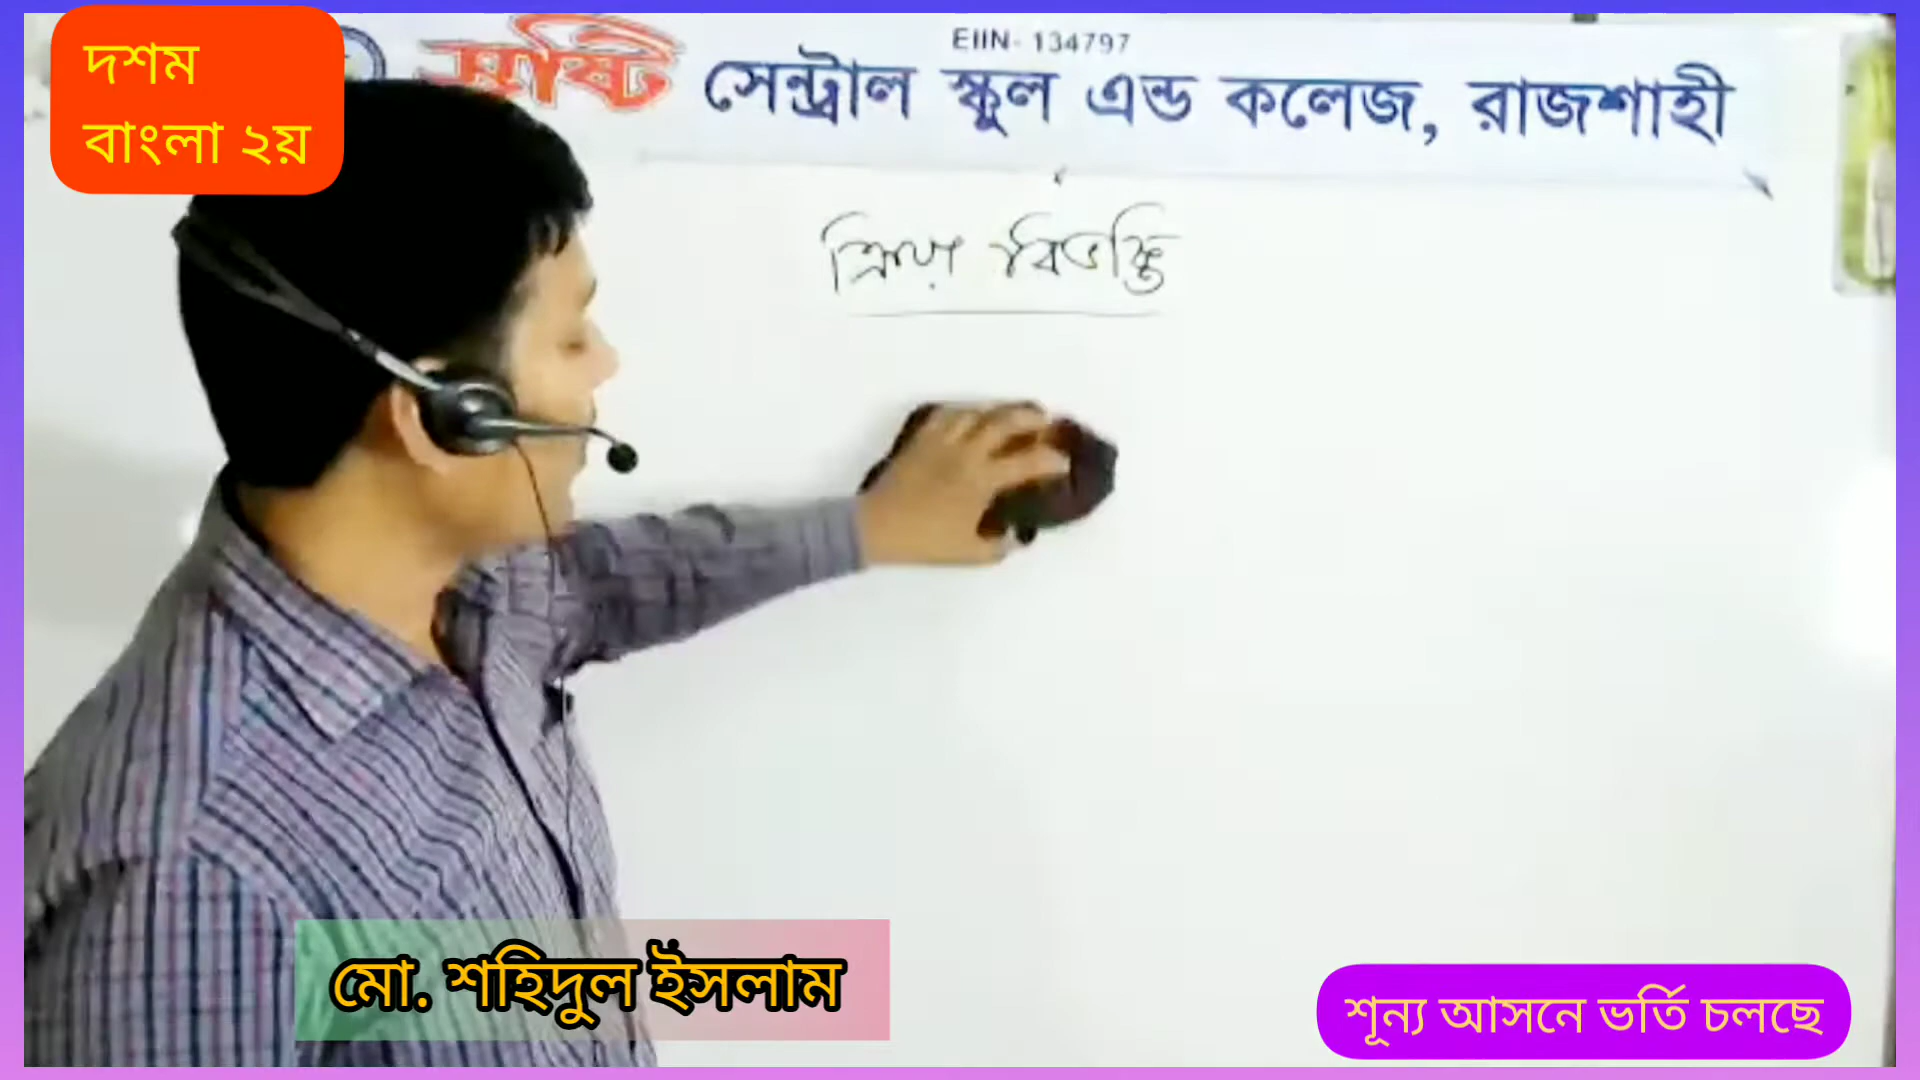 দশম
বাংলা ২য়
EIIN- 134797
সৃষ্টি সেন্ট্রাল স্কুল এন্ড কলেজ, রাজশাহী
ক্রিয়া বিভক্তি
মো. শহিদুল ইসলাম
শূন্য আসনে ভর্তি চলছে